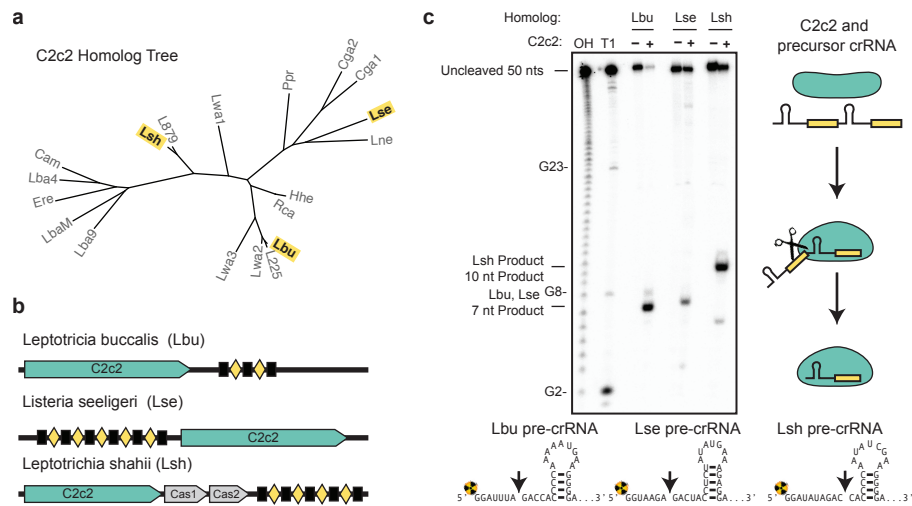 a
C2c2 Homolog Tree
Cga2
Cga1
Ppr
Lse
Lne
Lwa1
L879
Lsh
Cam
Lba4
Ere
LbaM
Lba9
Hhe
Rca
Lbu
L225
Lwa2
Lwa3
b
Leptotricia buccalis (Lbu)
C2c2
Listeria seeligeri (Lse)
C2c2
Leptotrichia shahii (Lsh)
C2c2 Cas1 Cas2
c
Homolog: Lbu Lse Lsh
C2c2: - + - + - +
OH T1
Uncleaved 50 nts
G23-
Lsh Product
10 nt Product
G8-
Lbu, Lse
7 nt Product
G2-
C2c2 and
precursor crRNA
Lbu pre-crRNA
5' GGAUUUA GACCAC GA...3'
Lse pre-crRNA
5' GGUAAGA GACUAC GA...3'
Lsh pre-crRNA
5' GGAUAUAGAC CAC GA...3'